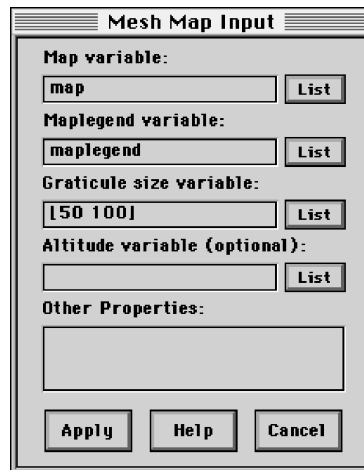 Mesh Map Input
Map variable:
map List
Maplegend variable:
maplegend List
Graticule size variable:
[50 100] List
Altitude variable (optional):
List
Other Properties:
Apply Help Cancel